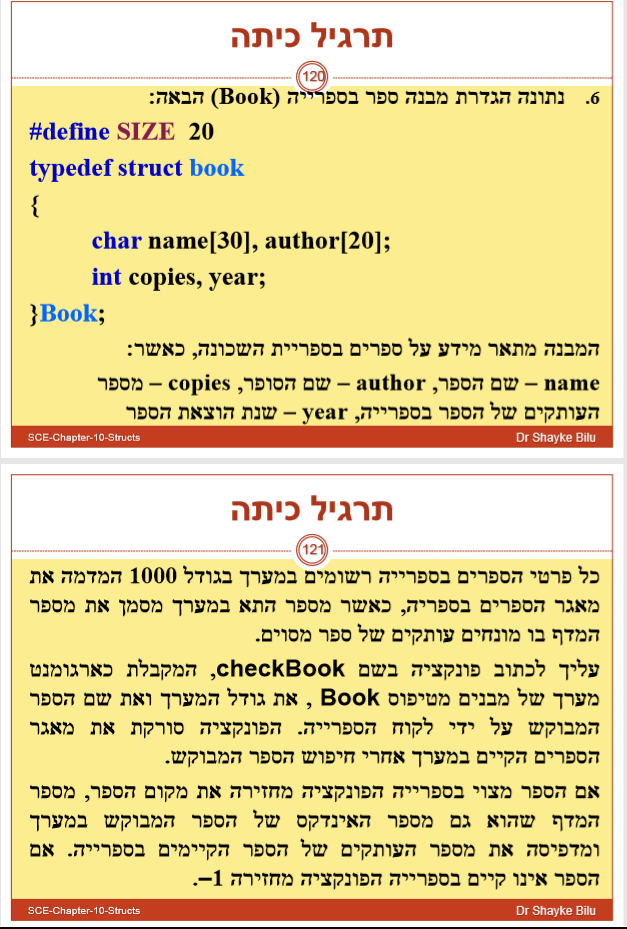 תרגיל כיתה
120
6. נתונה הגדרת מבנה ספר בספרייה (Book) הבאה:
#define SIZE 20
typedef struct book
{
char name[30], author[20];
int copies, year;
}Book;
המבנה מתאר מידע על ספרים בספריית השכונה, כאשר:
name – שם הספר, author – שם הסופר, copies – מספר
העותקים של הספר בספרייה, year – שנת הוצאת הספר
SCE-Chapter-10-Structs
Dr Shayke Bilu
תרגיל כיתה
121
כל פרטי הספרים בספרייה רשומים במערך בגודל 1000 המדמה את
מאגר הספרים בספריה, כאשר מספר התא במערך מסמן את מספר
המדף בו מונחים עותקים של ספר מסוים.
עליך לכתוב פונקציה בשם checkBook, המקבלת כארגומנט
מערך של מבנים מטיפוס Book , את גודל המערך ואת שם הספר
המבוקש על ידי לקוח הספרייה. הפונקציה סורקת את מאגר
הספרים הקיים במערך אחרי חיפוש הספר המבוקש.
אם הספר מצוי בספרייה הפונקציה מחזירה את מקום הספר, מספר
המדף שהוא גם מספר האינדקס של הספר המבוקש במערך
ומדפיסה את מספר העותקים של הספר הקיימים בספרייה. אם
הספר אינו קיים בספרייה הפונקציה מחזירה 1–.
SCE-Chapter-10-Structs
Dr Shayke Bilu